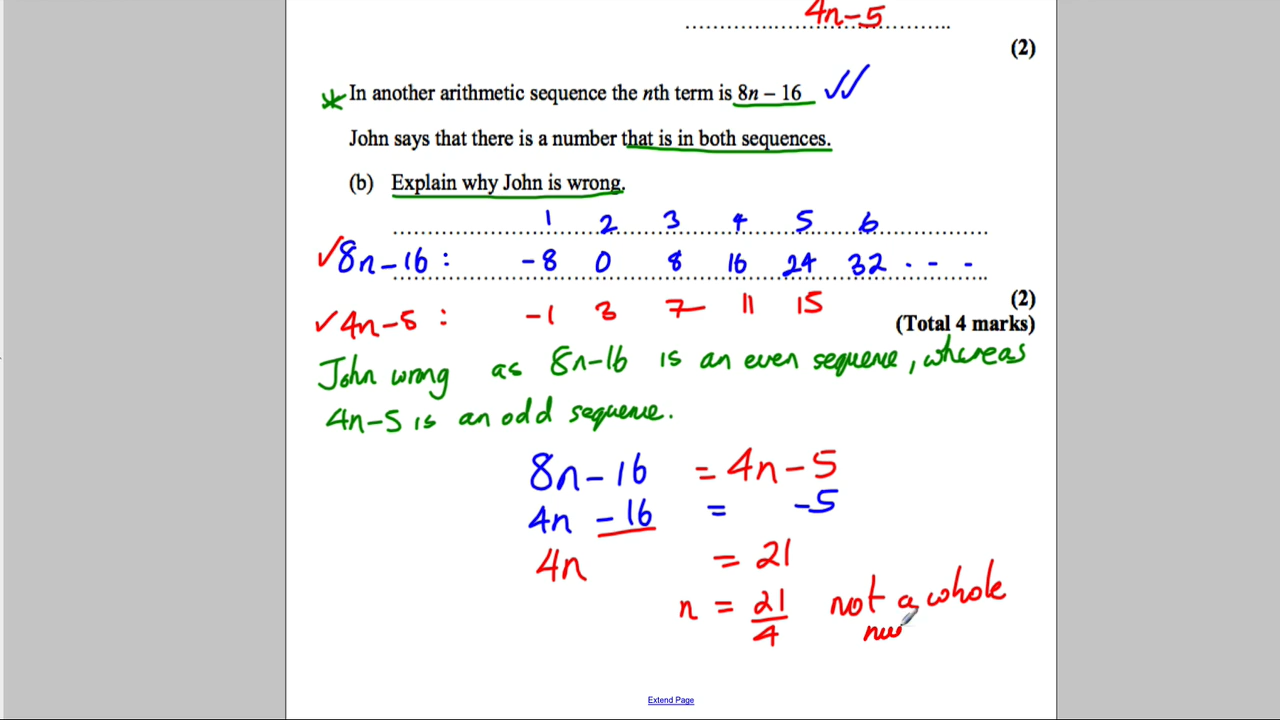 4n-5
(2)
In another arithmetic sequence the nth term is 8n – 16
John says that there is a number that is in both sequences.
(b) Explain why John is wrong.
1 2 3 4 5 6
8n-16 : -8 0 8 16 24 32 . - -
(2)
4n-5 : -1 3 7 11 15
(Total 4 marks)
John wrong as 8n-16 is an even sequence, whereas
4n-5 is an odd sequence.
8n-16 = 4n-5
4n -16 = -5
4n = 21
n = 21/4 not a whole
Extend Page